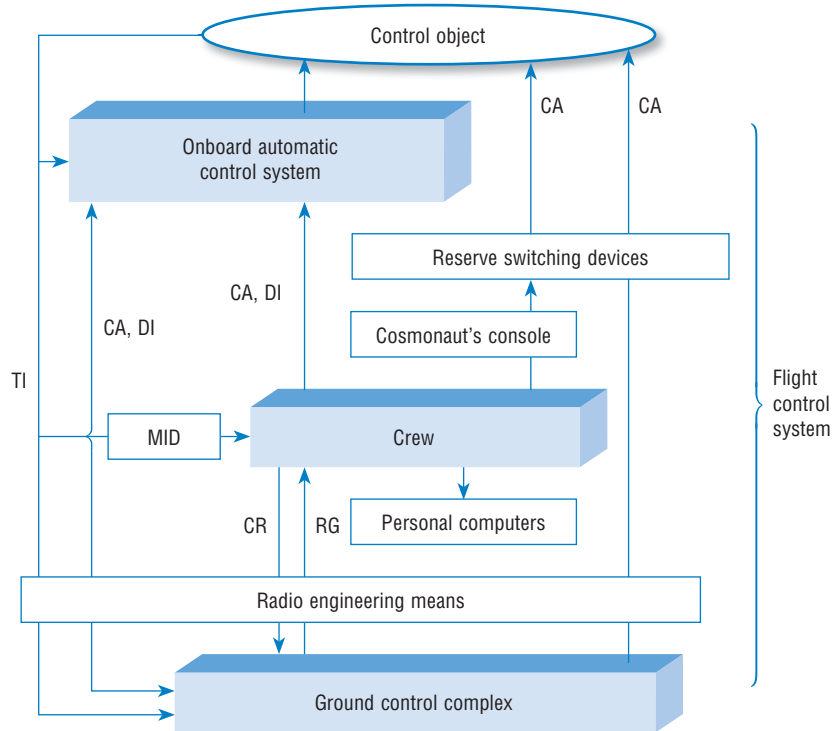 Control object
CA
CA
Onboard automatic
control system
Reserve switching devices
CA, DI
CA, DI
Cosmonaut's console
TI
Flight
control
system
MID
Crew
CR
RG
Personal computers
Radio engineering means
Ground control complex